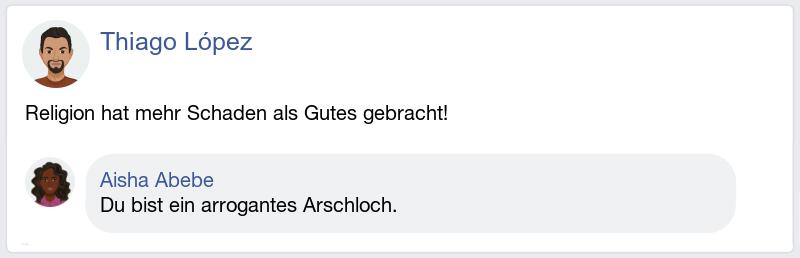 Thiago López
Religion hat mehr Schaden als Gutes gebracht!
Aisha Abebe
Du bist ein arrogantes Arschloch.